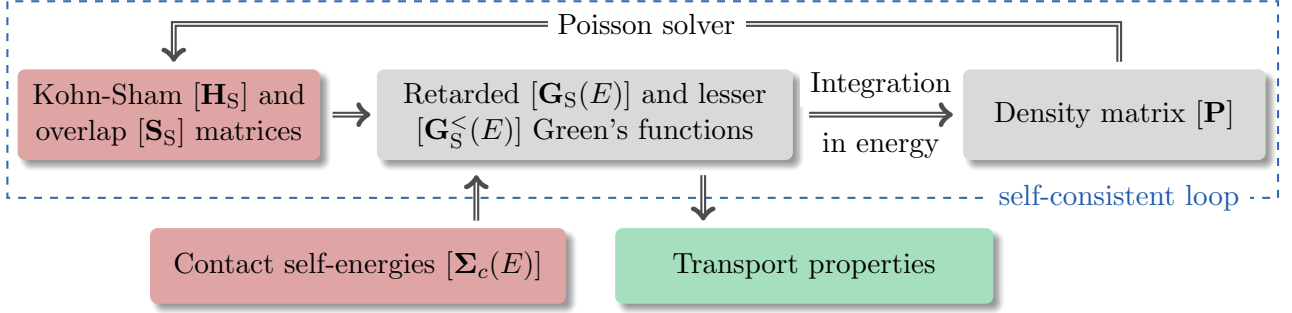 Poisson solver
Kohn-Sham [H_S] and
overlap [S_S] matrices
Retarded [G_S(E)] and lesser
[G_S^<(E)] Green's functions
Integration
in energy
Density matrix [P]
self-consistent loop
Contact self-energies [Σ_c(E)]
Transport properties